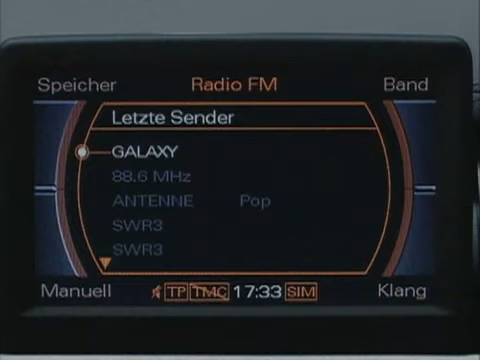 Speicher Radio FM Band
Letzte Sender
GALAXY
88.6 MHz
ANTENNE Pop
SWR3
SWR3
Manuell TP TMC 17:33 SIM Klang